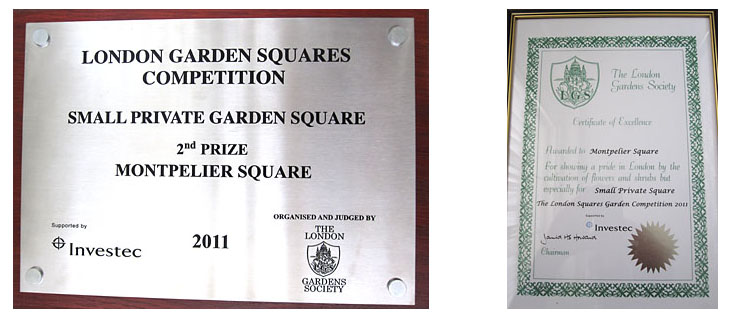 LONDON GARDEN SQUARES
COMPETITION
SMALL PRIVATE GARDEN SQUARE
2nd PRIZE
MONTPELIER SQUARE
Supported by
Investec
2011
ORGANISED AND JUDGED BY
THE
LONDON
GARDENS
SOCIETY
LGS
The London
Gardens Society
Certificate of Excellence
Awarded to Montpelier Square
For showing a pride in London by the
cultivation of flowers and shrubs but
especially for Small Private Square
The London Squares Garden Competition 2011
Supported by
Investec
Chairman